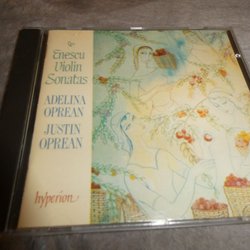 Enescu
Violin
Sonatas
ADELINA
OPREAN
JUSTIN
OPREAN
hyperion